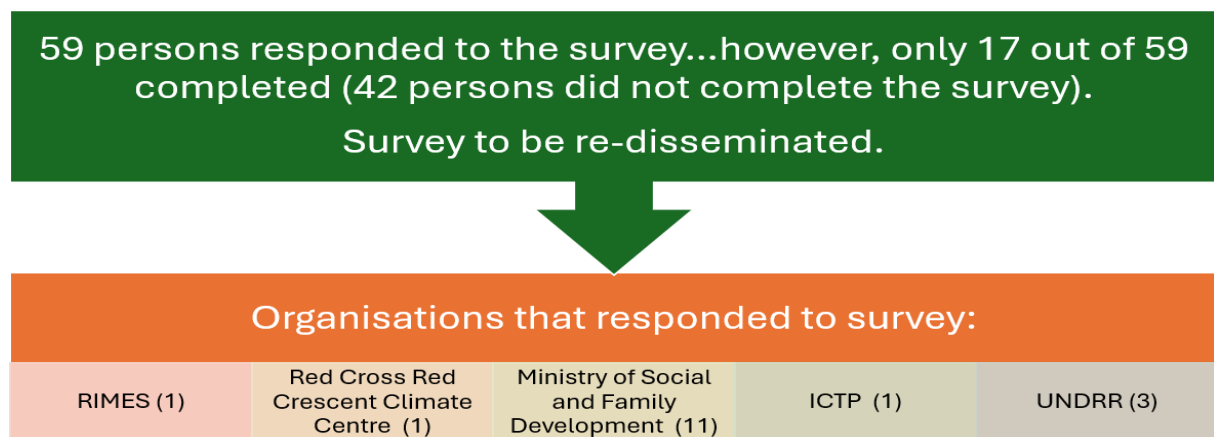 59 persons responded to the survey...however, only 17 out of 59
completed (42 persons did not complete the survey).
Survey to be re-disseminated.
Organisations that responded to survey:
RIMES (1)
Red Cross Red
Crescent Climate
Centre (1)
Ministry of Social
and Family
Development (11)
ICTP (1)
UNDRR (3)